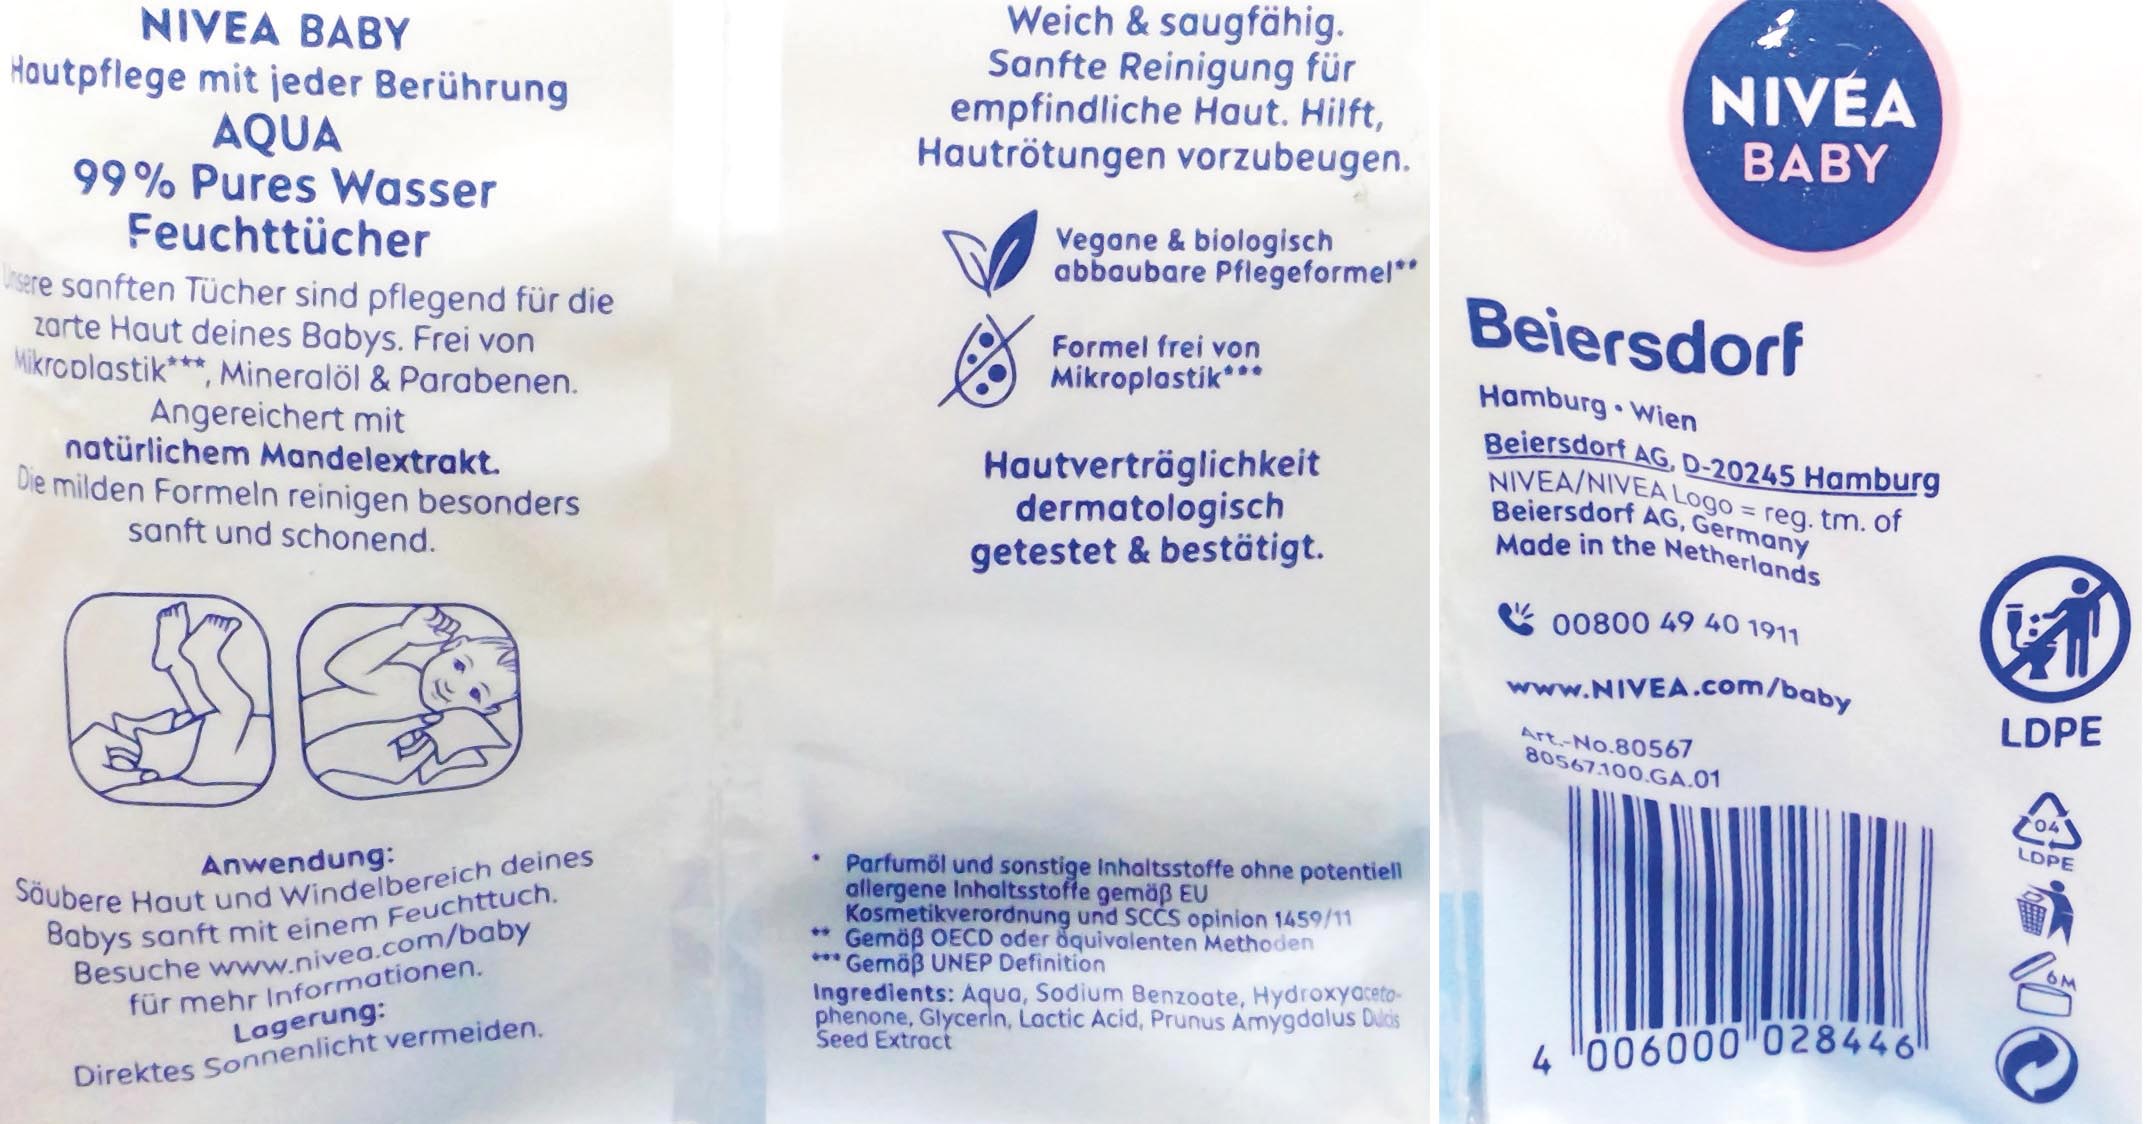 NIVEA BABY
Hautpflege mit jeder Berührung
AQUA
99% Pures Wasser
Feuchttücher
Unsere sanften Tücher sind pflegend für die
zarte Haut deines Babys. Frei von
Mikroplastik***, Mineralöl & Parabenen.
Angereichert mit
natürlichem Mandelextrakt.
Die milden Formeln reinigen besonders
sanft und schonend.
Anwendung:
Säubere Haut und Windelbereich deines
Babys sanft mit einem Feuchttuch.
Besuche www.nivea.com/baby
für mehr Informationen.
Lagerung:
Direktes Sonnenlicht vermeiden.
Weich & saugfähig.
Sanfte Reinigung für
empfindliche Haut. Hilft,
Hautrötungen vorzubeugen.
Vegane & biologisch
abbaubare Pflegeformel**
Formel frei von
Mikroplastik***
Hautverträglichkeit
dermatologisch
getestet & bestätigt.
* Parfumöl und sonstige Inhaltsstoffe ohne potentiell
allergene Inhaltsstoffe gemäß EU
Kosmetikverordnung und SCCS opinion 1459/11
** Gemäß OECD oder äquivalenten Methoden
*** Gemäß UNEP Definition
Ingredients: Aqua, Sodium Benzoate, Hydroxyaceto-
phenone, Glycerin, Lactic Acid, Prunus Amygdalus Dulcis
Seed Extract
NIVEA
BABY
Beiersdorf
Hamburg • Wien
Beiersdorf AG, D-20245 Hamburg
NIVEA/NIVEA Logo = reg. tm. of
Beiersdorf AG, Germany
Made in the Netherlands
00800 49 40 1911
www.NIVEA.com/baby
Art.-No.80567
80567.100.GA.01
4 006000 028446
LDPE
04
LDPE
6M